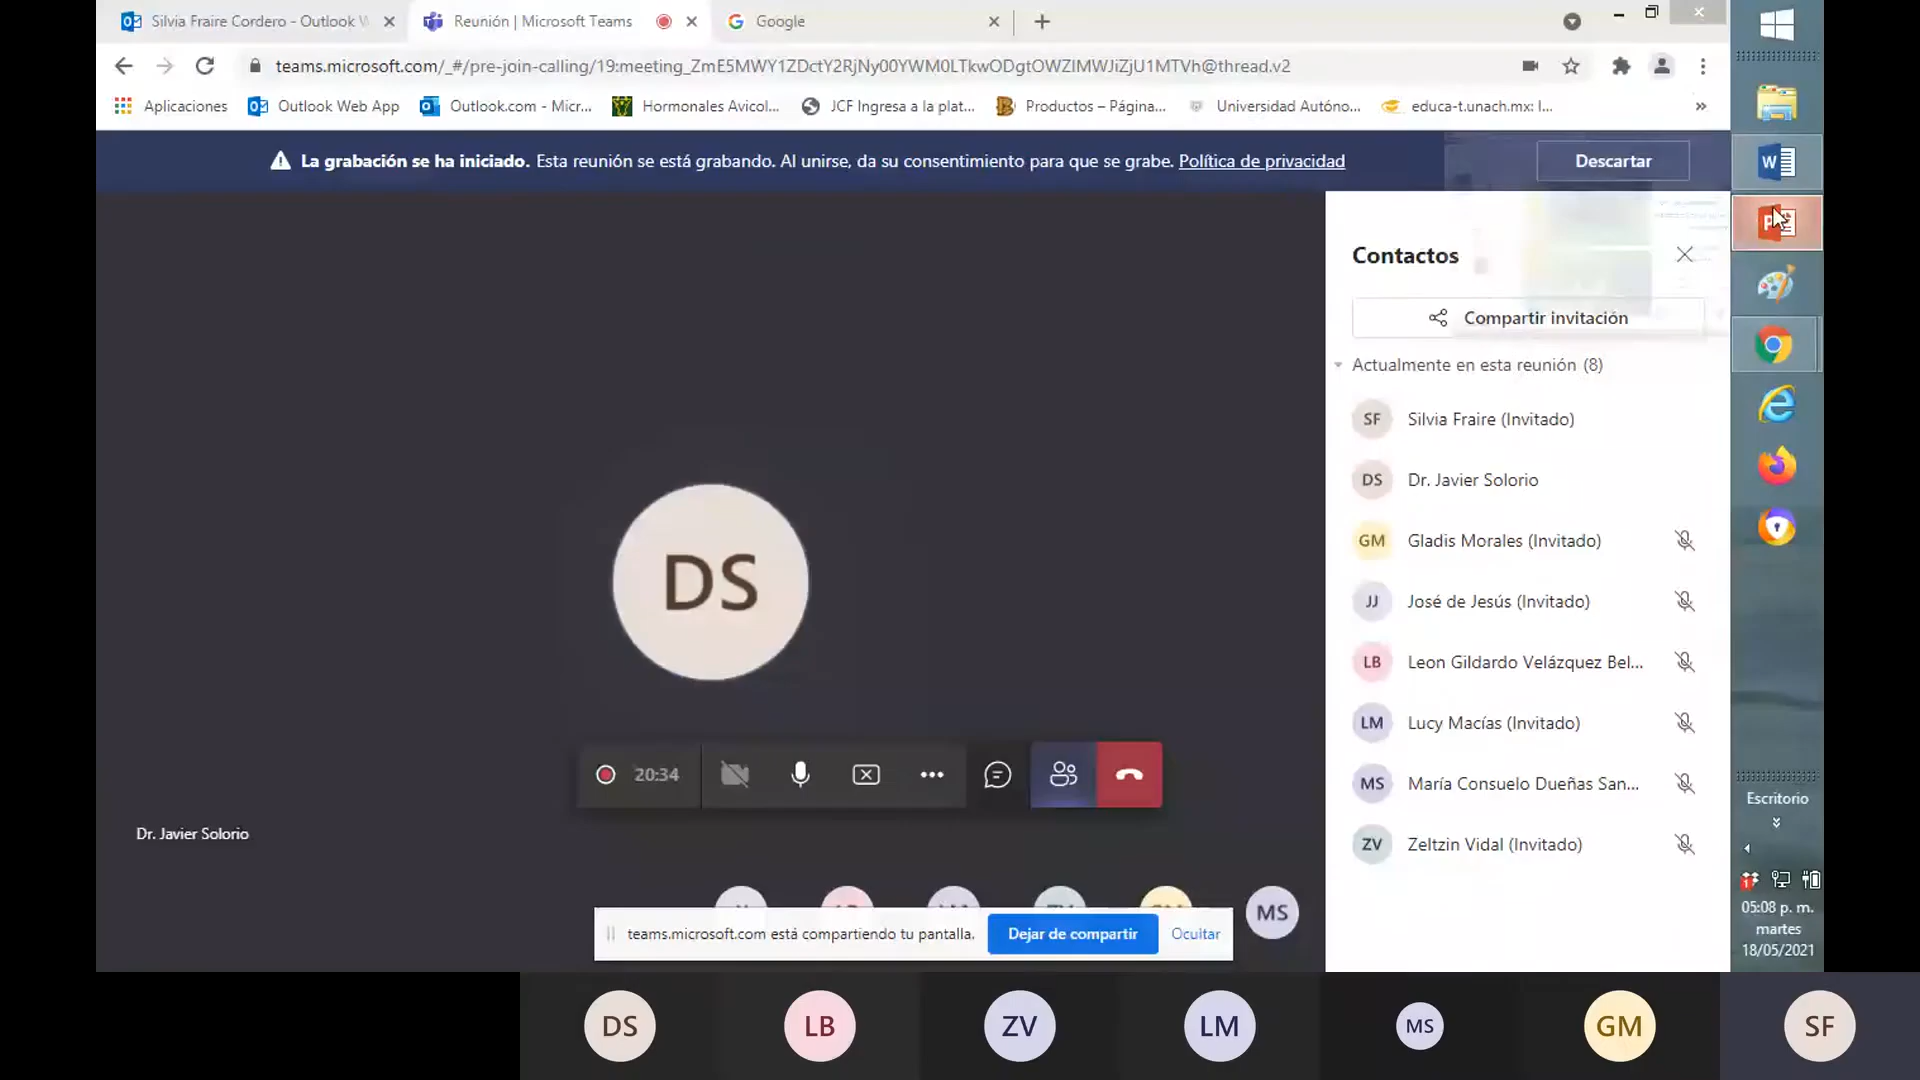 Silvia Fraire Cordero - Outlook
Reunión | Microsoft Teams
Google
teams.microsoft.com/_#/pre-join-calling/19:meeting_ZmE5MWY1ZDctY2RjNy00YWM0LTkwODgtOWZlMWJiZjU1MTVh@thread.v2
Aplicaciones
Outlook Web App
Outlook.com - Micr...
Hormonales Avicol...
JCF Ingresa a la plat...
Productos – Página...
Universidad Autóno...
educa-t.unach.mx: I...
La grabación se ha iniciado. Esta reunión se está grabando. Al unirse, da su consentimiento para que se grabe. Política de privacidad
Descartar
Contactos
Compartir invitación
Actualmente en esta reunión (8)
SF Silvia Fraire (Invitado)
DS Dr. Javier Solorio
GM Gladis Morales (Invitado)
JJ José de Jesús (Invitado)
LB Leon Gildardo Velázquez Bel...
LM Lucy Macías (Invitado)
MS María Consuelo Dueñas San...
ZV Zeltzin Vidal (Invitado)
DS
20:34
Dr. Javier Solorio
MS
teams.microsoft.com está compartiendo tu pantalla.
Dejar de compartir
Ocultar
Escritorio
05:08 p. m.
martes
18/05/2021
DS
LB
ZV
LM
MS
GM
SF